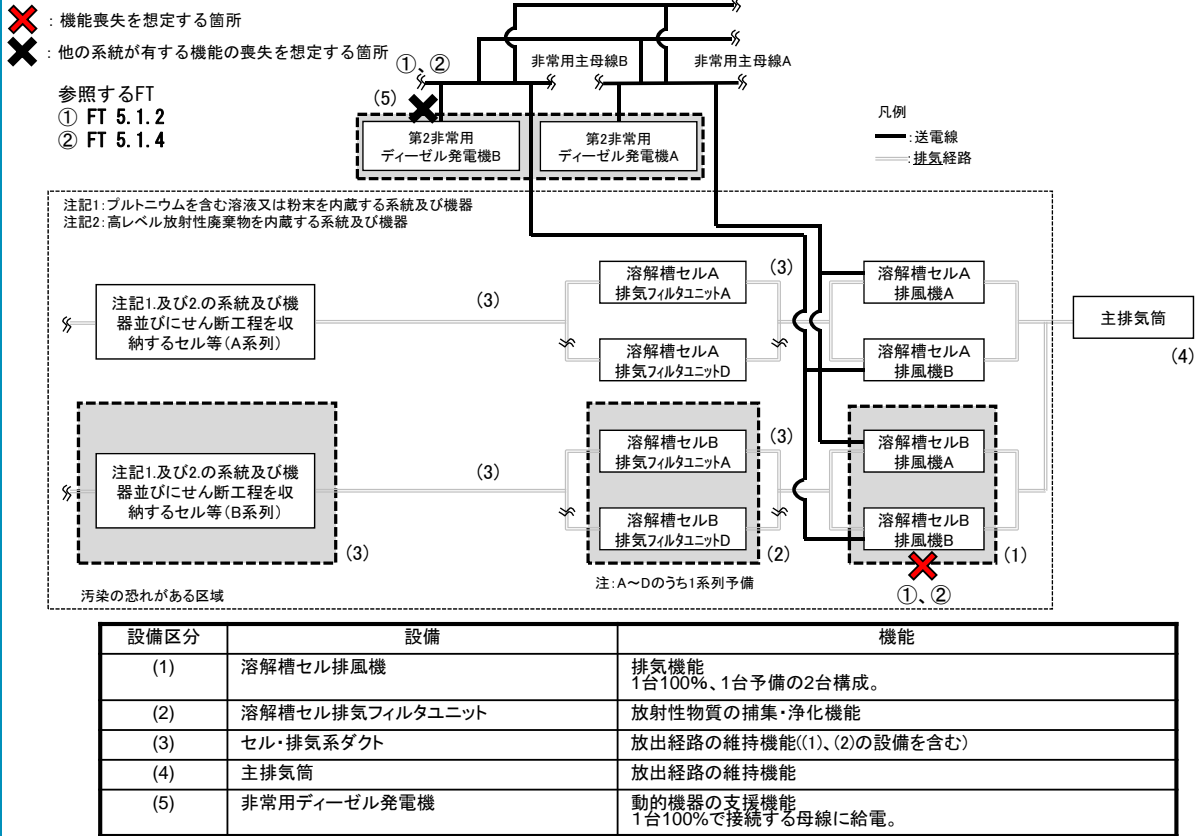 ：機能喪失を想定する箇所
：他の系統が有する機能の喪失を想定する箇所
参照するFT
① FT 5.1.2
② FT 5.1.4
①、②
非常用主母線B
非常用主母線A
(5)
第2非常用
ディーゼル発電機B
第2非常用
ディーゼル発電機A
凡例
：送電線
：排気経路
注記1：プルトニウムを含む溶液又は粉末を内蔵する系統及び機器
注記2：高レベル放射性廃棄物を内蔵する系統及び機器
注記1.及び2.の系統及び機
器並びにせん断工程を収
納するセル等(A系列)
(3)
溶解槽セルA
排気フィルタユニットA
(3)
溶解槽セルA
排風機A
溶解槽セルA
排気フィルタユニットD
溶解槽セルA
排風機B
主排気筒
(4)
注記1.及び2.の系統及び機
器並びにせん断工程を収
納するセル等(B系列)
(3)
(3)
溶解槽セルB
排気フィルタユニットA
(3)
溶解槽セルB
排風機A
溶解槽セルB
排気フィルタユニットD
(2)
溶解槽セルB
排風機B
(1)
①、②
注：A～Dのうち1系列予備
汚染の恐れがある区域
設備区分 設備 機能
(1) 溶解槽セル排風機 排気機能
1台100%、1台予備の2台構成。
(2) 溶解槽セル排気フィルタユニット 放射性物質の捕集・浄化機能
(3) セル・排気系ダクト 放出経路の維持機能((1)、(2)の設備を含む)
(4) 主排気筒 放出経路の維持機能
(5) 非常用ディーゼル発電機 動的機器の支援機能
1台100%で接続する母線に給電。